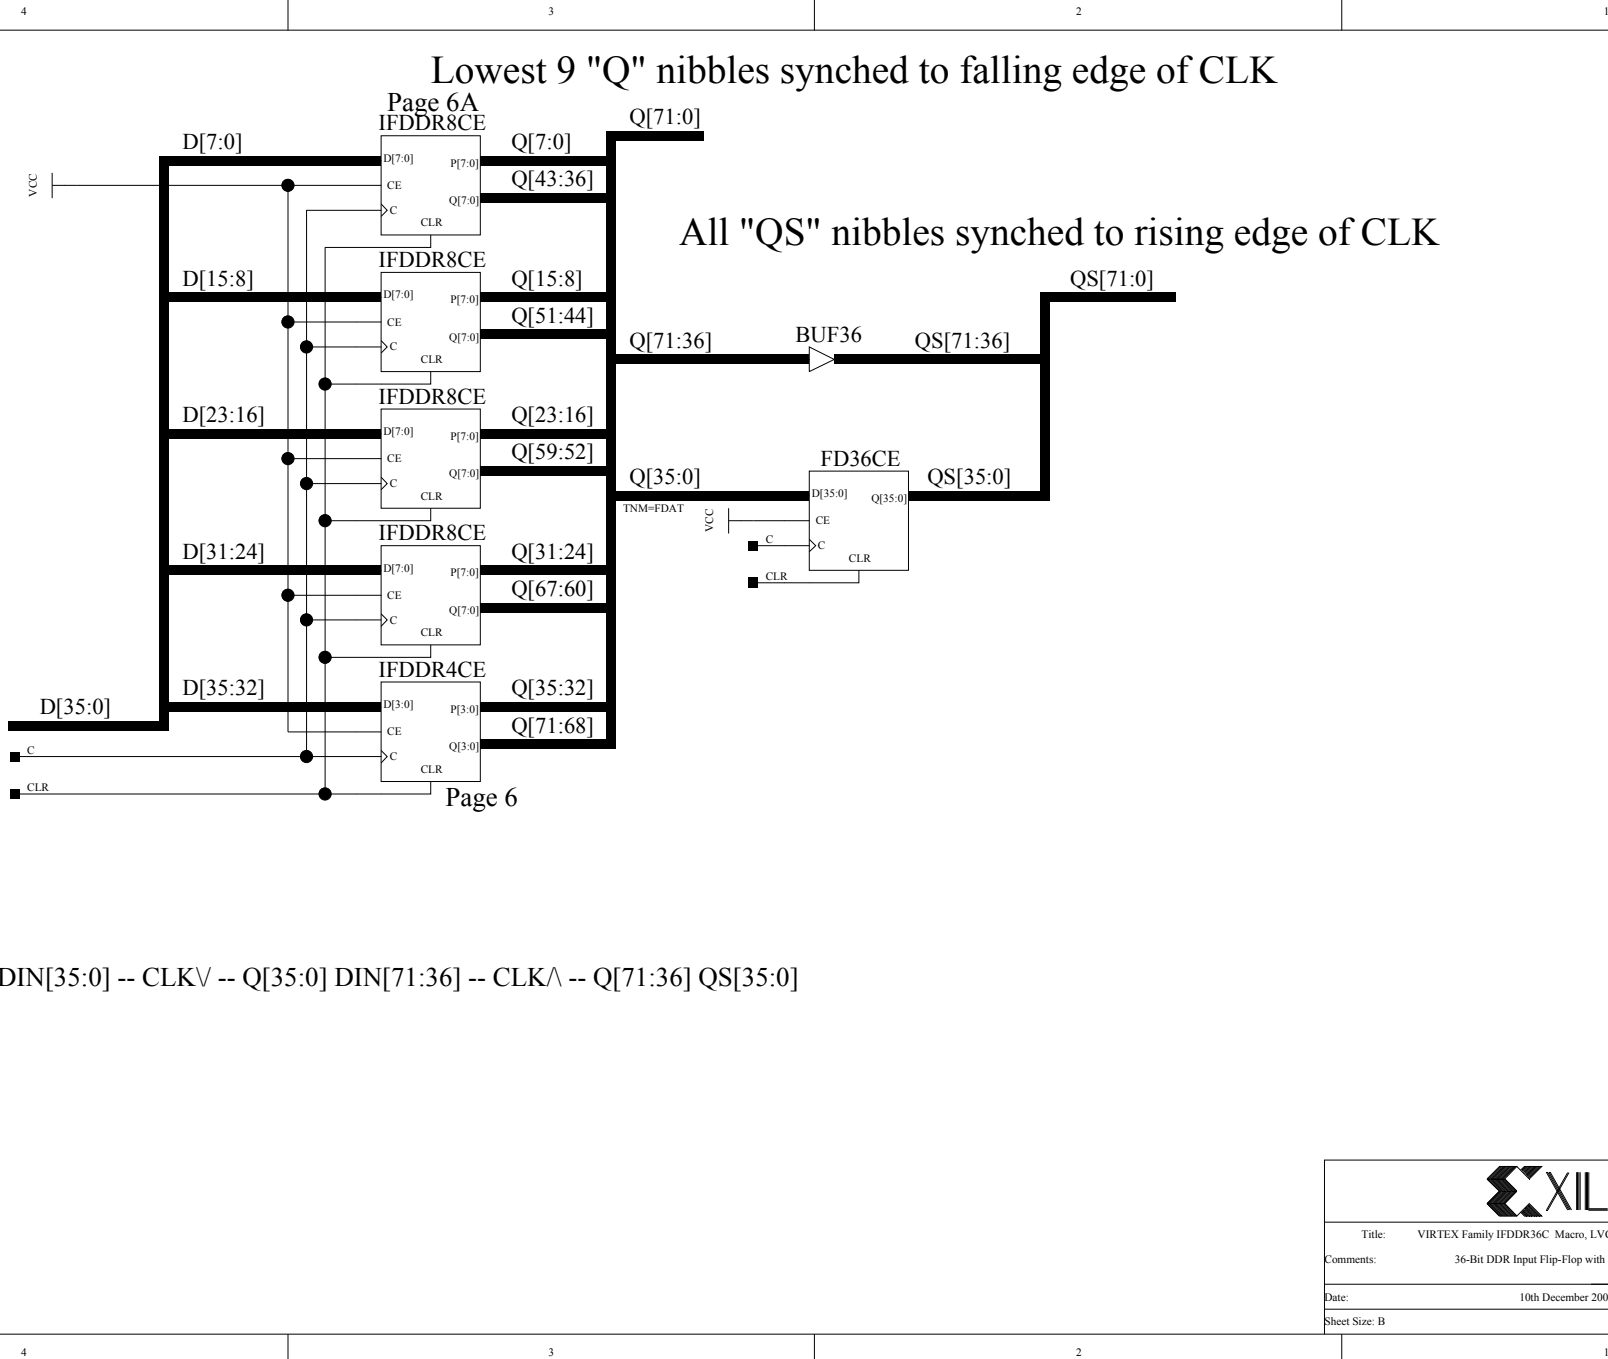 4 3 2 1
Lowest 9 "Q" nibbles synched to falling edge of CLK
Page 6A
IFDDR8CE
Q[71:0]
D[7:0]
Q[7:0]
D[7:0]
P[7:0]
VCC
CE
Q[43:36]
Q[7:0]
C
CLR
All "QS" nibbles synched to rising edge of CLK
IFDDR8CE
D[15:8]
Q[15:8]
QS[71:0]
D[7:0]
P[7:0]
CE
Q[51:44]
Q[7:0]
C
CLR
Q[71:36]
BUF36
QS[71:36]
IFDDR8CE
D[23:16]
Q[23:16]
D[7:0]
P[7:0]
CE
Q[59:52]
Q[7:0]
C
CLR
FD36CE
Q[35:0]
QS[35:0]
D[35:0]
Q[35:0]
TNM=FDAT
VCC
CE
C
C
CLR
CLR
IFDDR8CE
D[31:24]
Q[31:24]
D[7:0]
P[7:0]
CE
Q[67:60]
Q[7:0]
C
CLR
IFDDR4CE
D[35:32]
Q[35:32]
D[3:0]
P[3:0]
D[35:0]
CE
Q[71:68]
Q[3:0]
C
C
CLR
CLR
Page 6
DIN[35:0] -- CLK\/ -- Q[35:0] DIN[71:36] -- CLK/\ -- Q[71:36] QS[35:0]
XIL
Title: VIRTEX Family IFDDR36C Macro,
Comments: 36-Bit DDR Input Flip-Flop with
Date: 10th December
Sheet Size: B
4 3 2 1